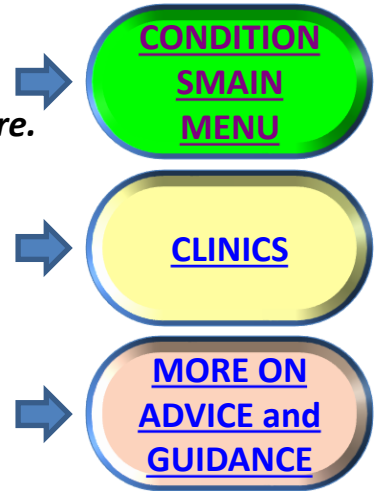 CONDITION
SMAIN
re.
MENU
CLINICS
MORE ON
ADVICE and
GUIDANCE